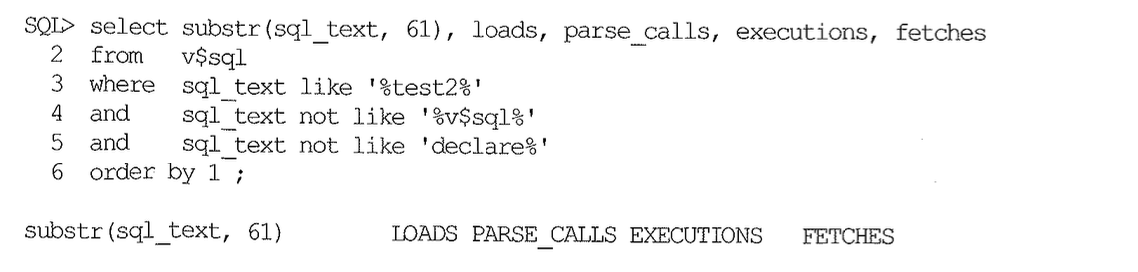 SQL> select substr(sql_text, 61), loads, parse_calls, executions, fetches
2 from v$sql
3 where sql_text like '%test2%'
4 and sql_text not like '%v$sql%'
5 and sql_text not like 'declare%'
6 order by 1 ;
substr(sql_text, 61) LOADS PARSE_CALLS EXECUTIONS FETCHES